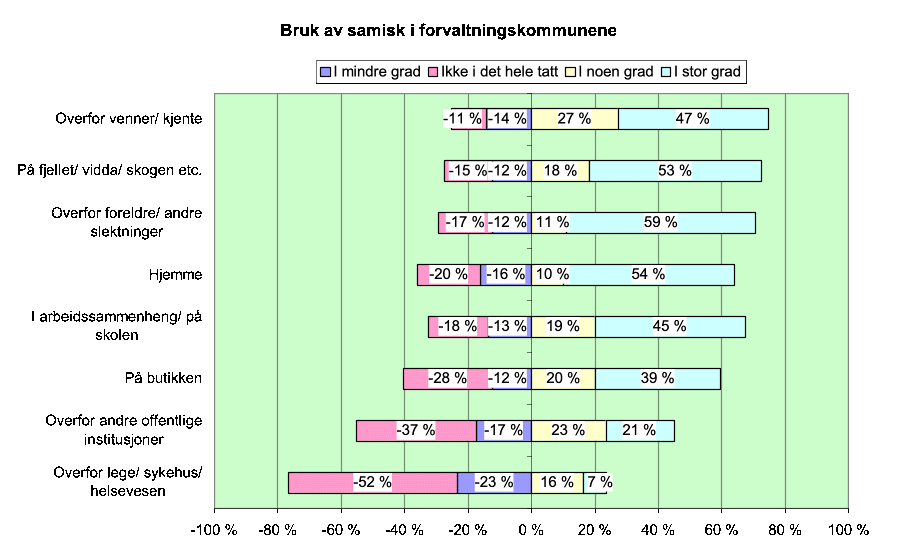 Bruk av samisk i forvaltningskommunene
I mindre grad Ikke i det hele tatt I noen grad I stor grad
Overfor venner/ kjente -11 % -14 % 27 % 47 %
På fjellet/ vidda/ skogen etc. -15 % -12 % 18 % 53 %
Overfor foreldre/ andre
slektninger -17 % -12 % 11 % 59 %
Hjemme -20 % -16 % 10 % 54 %
I arbeidssammenheng/ på
skolen -18 % -13 % 19 % 45 %
På butikken -28 % -12 % 20 % 39 %
Overfor andre offentlige
institusjoner -37 % -17 % 23 % 21 %
Overfor lege/ sykehus/
helsevesen -52 % -23 % 16 % 7 %
-100 % -80 % -60 % -40 % -20 % 0 % 20 % 40 % 60 % 80 % 100 %